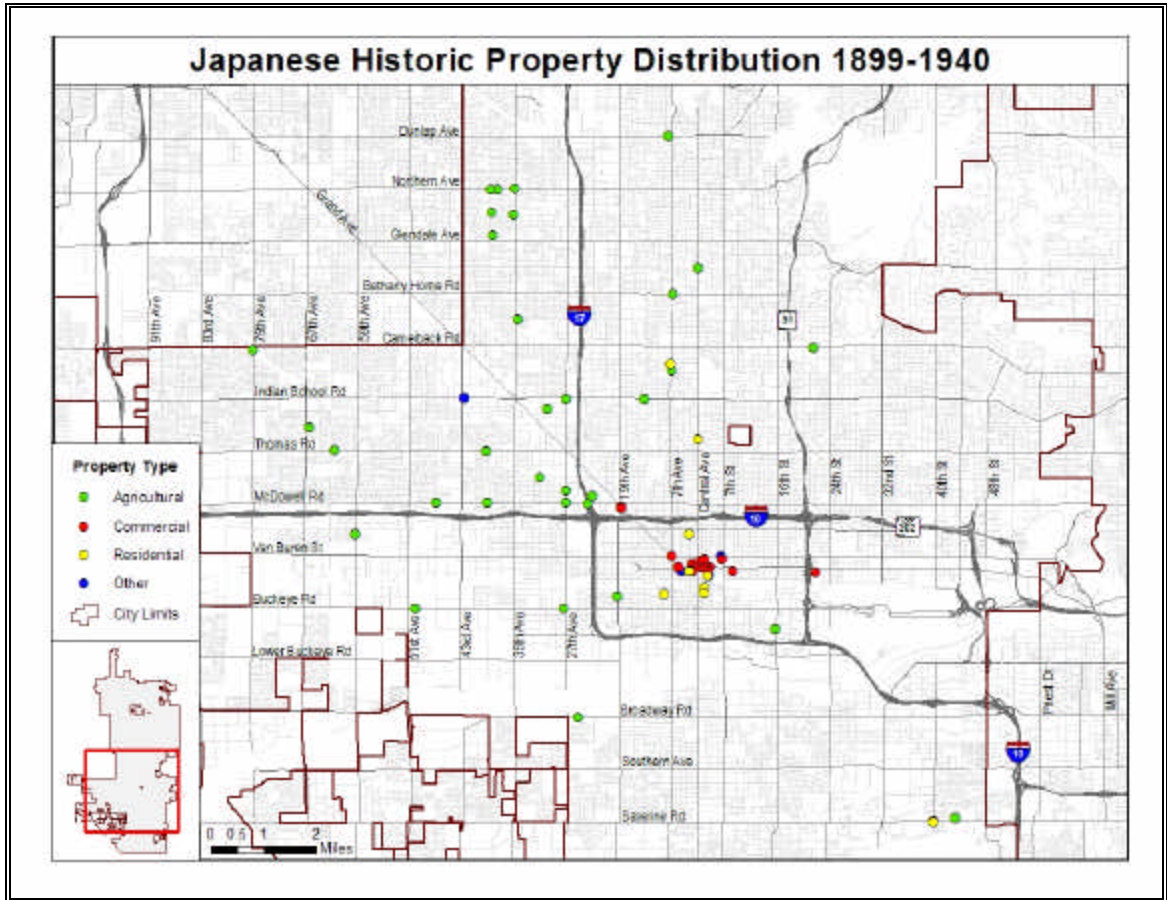 Japanese Historic Property Distribution 1899-1940
Dunlap Ave
Northern Ave
Grand Ave
Glendale Ave
Bethany Home Rd
91th Ave
83rd Ave
75th Ave
67th Ave
59th Ave
Camelback Rd
17
51
Indian School Rd
Thomas Rd
19th Ave
7th Ave
Central Ave
7th St
16th St
24th St
32nd St
40th St
48th St
McDowell Rd
10
202
Van Buren St
Buckeye Rd
51st Ave
43rd Ave
35th Ave
27th Ave
Lower Buckeye Rd
Priest Dr
Mill Ave
Broadway Rd
Southern Ave
10
Baseline Rd
Property Type
Agricultural
Commercial
Residential
Other
City Limits
0 0.5 1 2
Miles